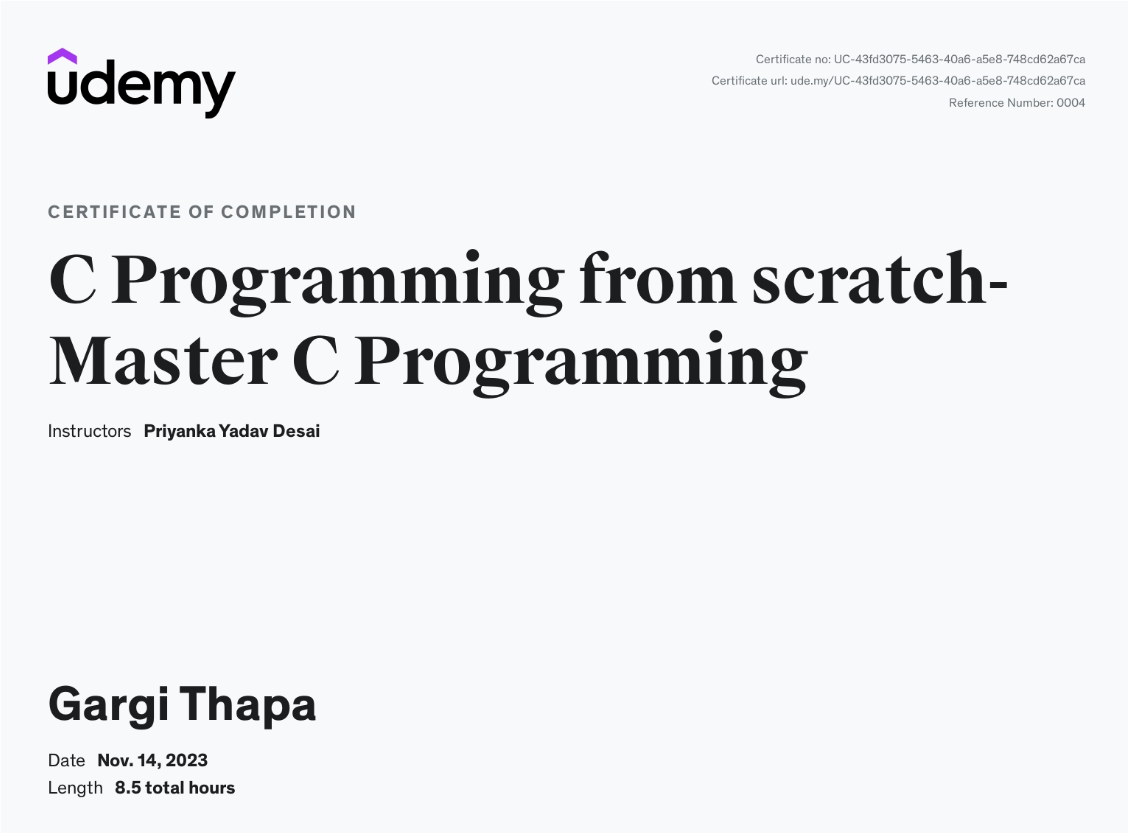 udemy
Certificate no: UC-43fd3075-5463-40a6-a5e8-748cd62a67ca
Certificate url: ude.my/UC-43fd3075-5463-40a6-a5e8-748cd62a67ca
Reference Number: 0004
CERTIFICATE OF COMPLETION
C Programming from scratch-
Master C Programming
Instructors Priyanka Yadav Desai
Gargi Thapa
Date Nov. 14, 2023
Length 8.5 total hours